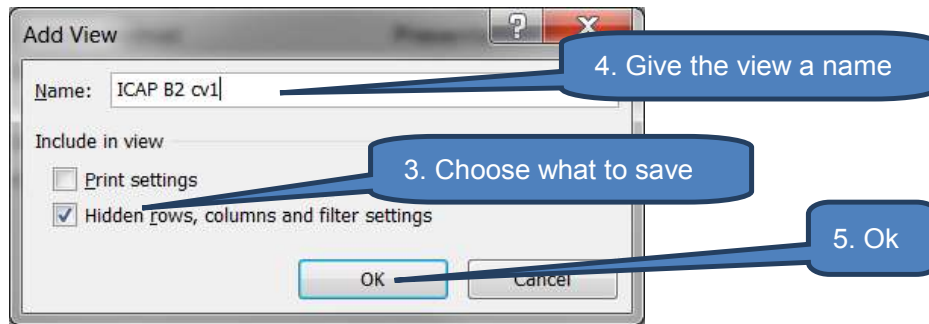 Add View
4. Give the view a name
Name: ICAP B2 cv1
Include in view
3. Choose what to save
Print settings
Hidden rows, columns and filter settings
5. Ok
OK
Cancel